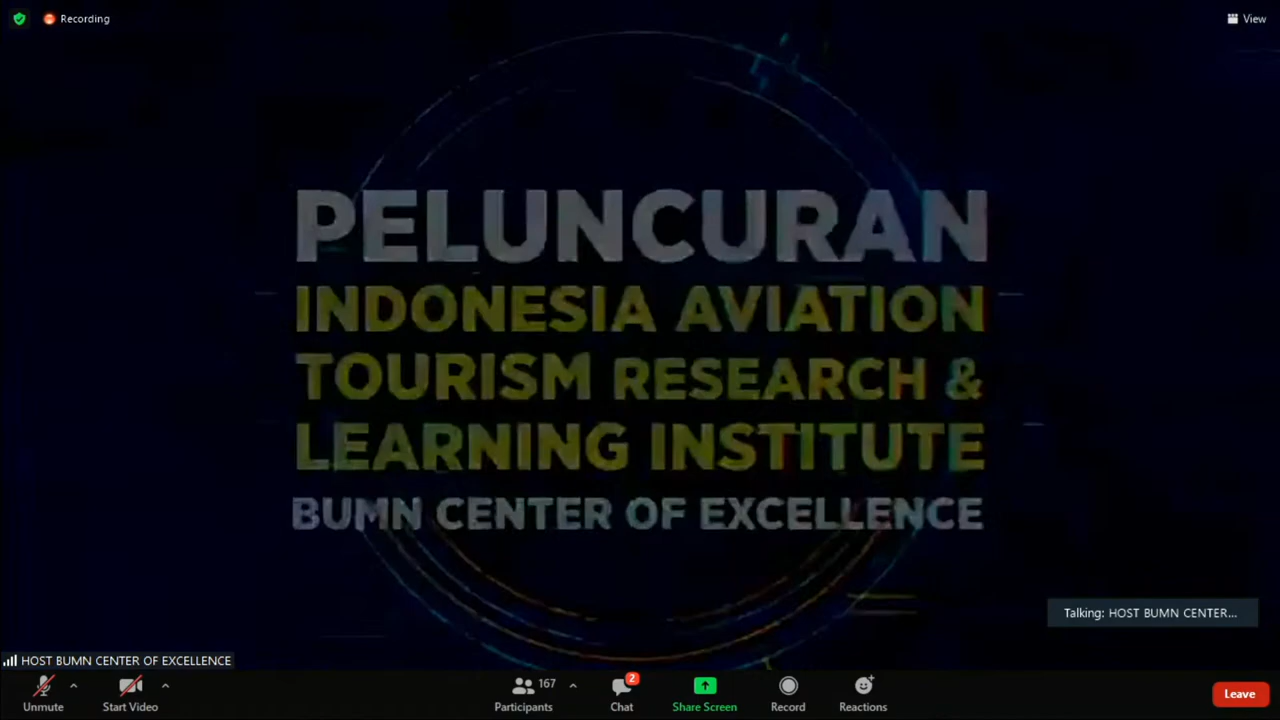 Recording
View
PELUNCURAN
INDONESIA AVIATION
TOURISM RESEARCH &
LEARNING INSTITUTE
BUMN CENTER OF EXCELLENCE
Talking: HOST BUMN CENTER...
HOST BUMN CENTER OF EXCELLENCE
Unmute
Start Video
167
Participants
2
Chat
Share Screen
Record
Reactions
Leave